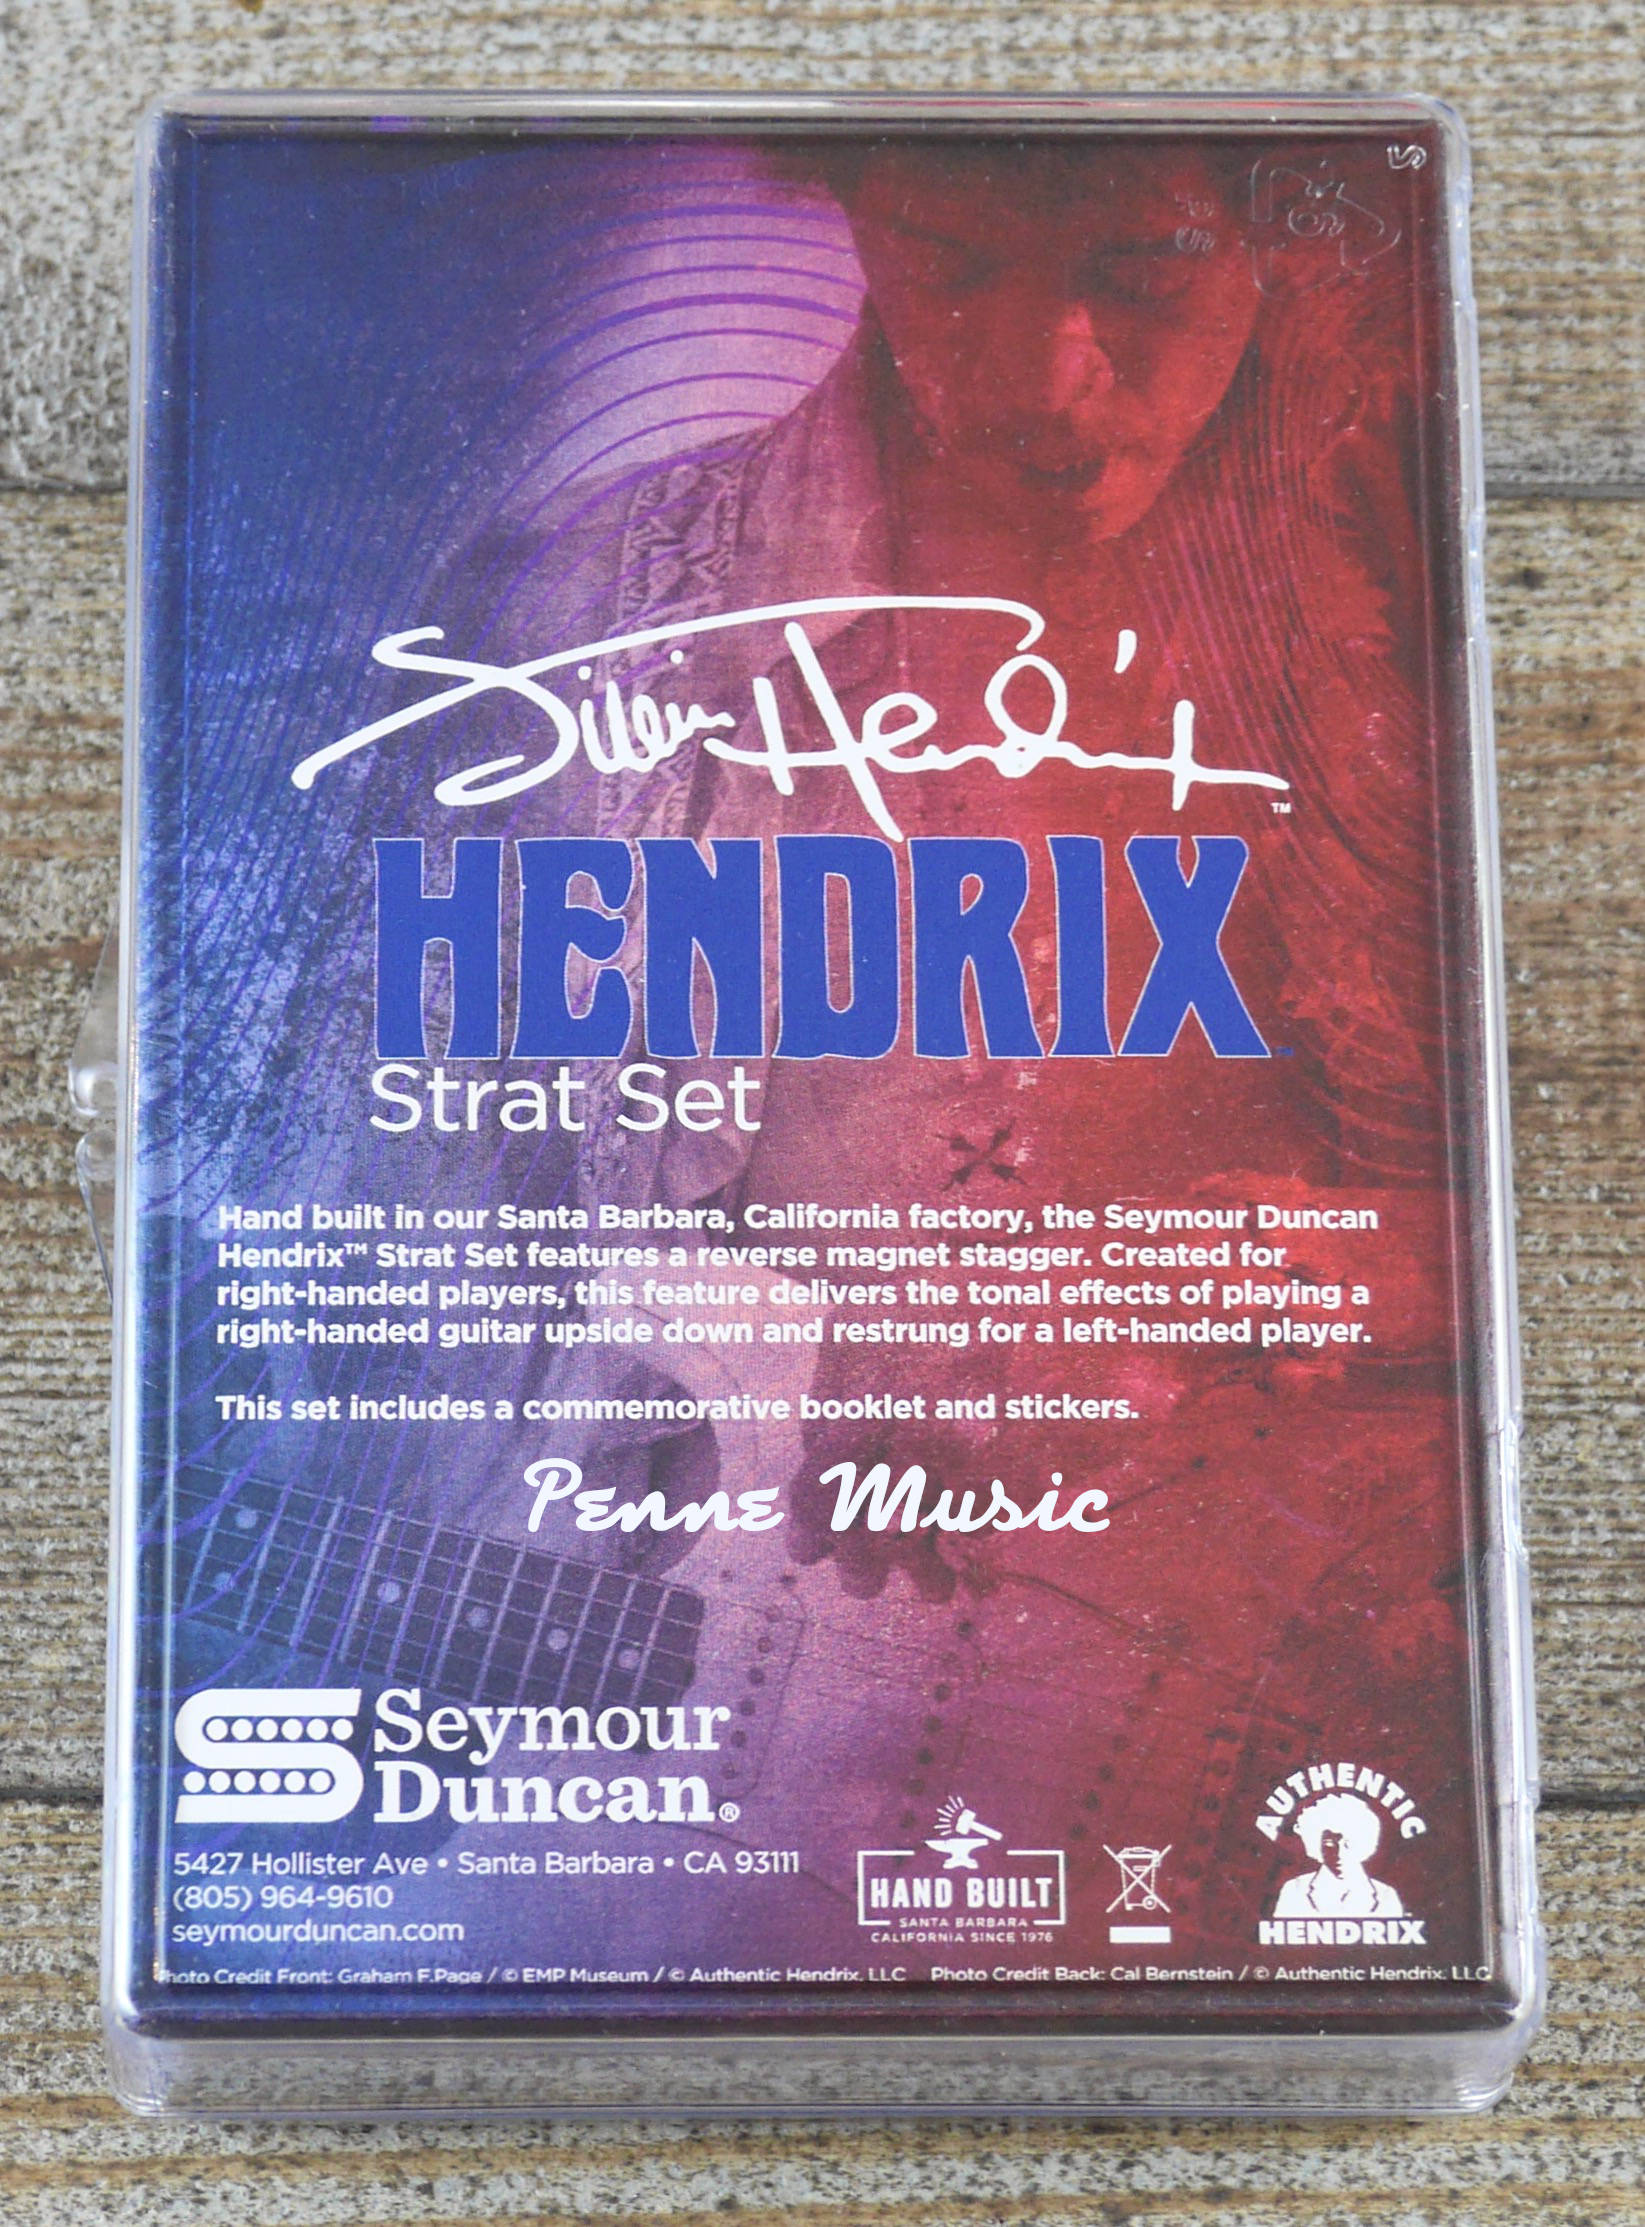 Jimi Hendrix™
HENDRIX™
Strat Set
Hand built in our Santa Barbara, California factory, the Seymour Duncan
Hendrix™ Strat Set features a reverse magnet stagger. Created for
right-handed players, this feature delivers the tonal effects of playing a
right-handed guitar upside down and restrung for a left-handed player.
This set includes a commemorative booklet and stickers.
Penne Music
Seymour
Duncan®
5427 Hollister Ave • Santa Barbara • CA 93111
(805) 964-9610
seymourduncan.com
HAND BUILT
SANTA BARBARA
CALIFORNIA SINCE 1976
AUTHENTIC
HENDRIX
Photo Credit Front: Graham F.Page / © EMP Museum / © Authentic Hendrix, LLC Photo Credit Back: Cal Bernstein / © Authentic Hendrix, LLC